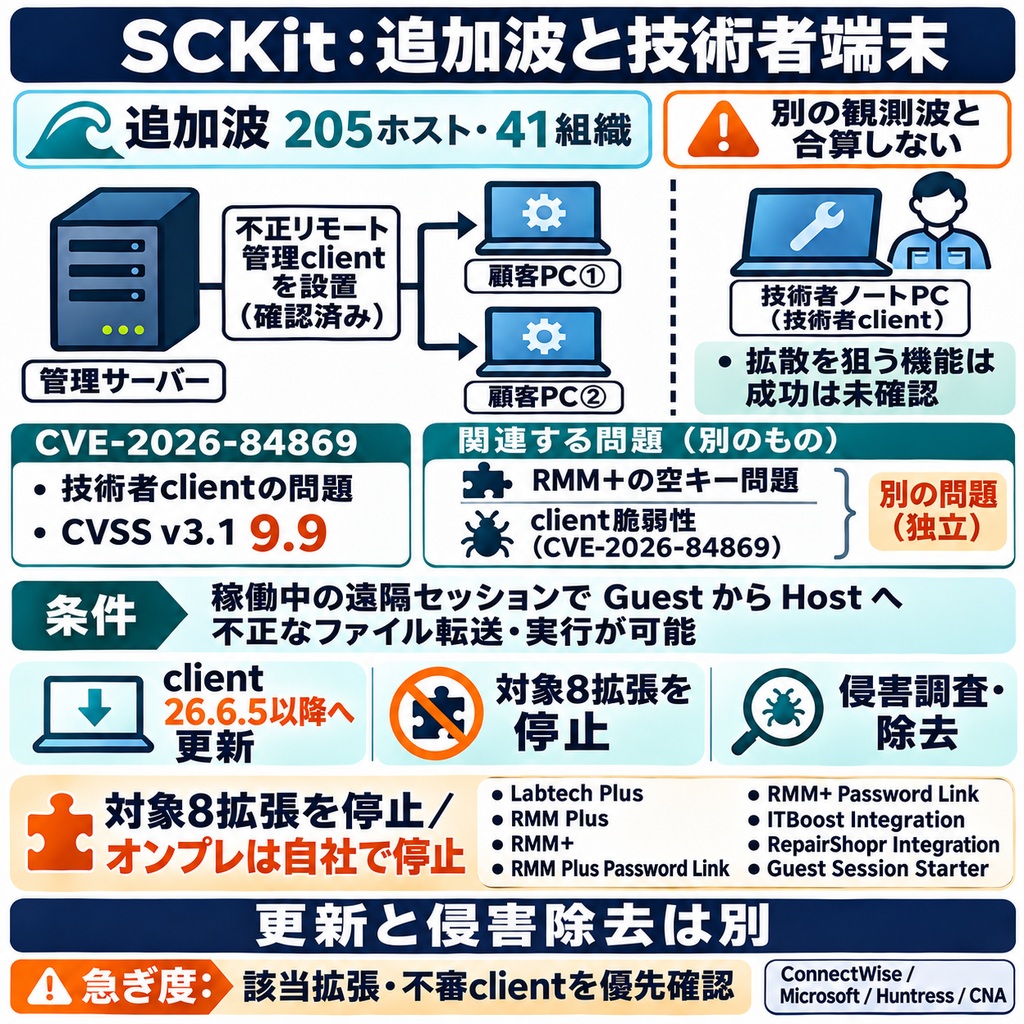 SCKit：追加波と技術者端末
追加波 205ホスト・41組織
別の観測波と
合算しない
管理サーバー
不正リモート
管理client
を設置
（確認済み）
顧客PC①
顧客PC②
技術者ノートPC
（技術者client）
• 拡散を狙う機能は
成功は未確認
CVE-2026-84869
• 技術者clientの問題
• CVSS v3.1 9.9
関連する問題（別のもの）
RMM＋の空キー問題
client脆弱性
（CVE-2026-84869）
別の問題
（独立）
条件
稼働中の遠隔セッションで Guest から Host へ
不正なファイル転送・実行が可能
client
26.6.5以降へ
更新
対象8拡張を
停止
侵害調査・
除去
対象8拡張を停止／
オンプレは自社で停止
• Labtech Plus
• RMM Plus
• RMM+
• RMM Plus Password Link
• RMM+ Password Link
• ITBoost Integration
• RepairShopr Integration
• Guest Session Starter
更新と侵害除去は別
急ぎ度：
該当拡張・不審clientを優先確認
ConnectWise /
Microsoft / Huntress / CNA